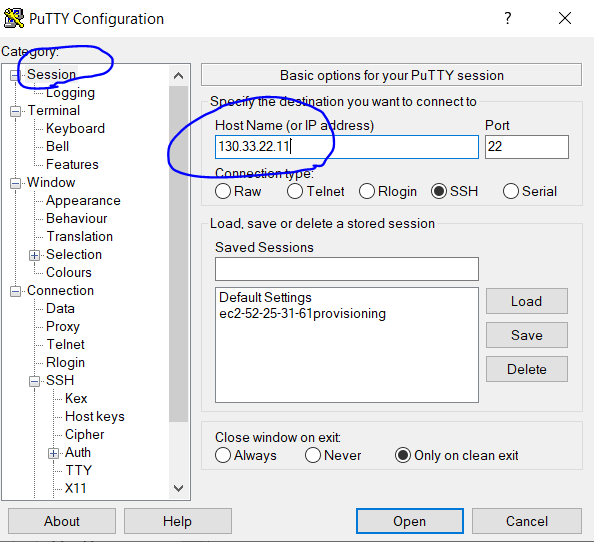 PuTTY Configuration
Category:
Session
Logging
Terminal
Keyboard
Bell
Features
Window
Appearance
Behaviour
Translation
Selection
Colours
Connection
Data
Proxy
Telnet
Rlogin
SSH
Kex
Host keys
Cipher
Auth
TTY
X11
Basic options for your PuTTY session
Specify the destination you want to connect to
Host Name (or IP address) Port
130.33.22.11 22
Connection type:
Raw Telnet Rlogin SSH Serial
Load, save or delete a stored session
Saved Sessions
Default Settings
ec2-52-25-31-61provisioning
Load
Save
Delete
Close window on exit:
Always Never Only on clean exit
About Help Open Cancel